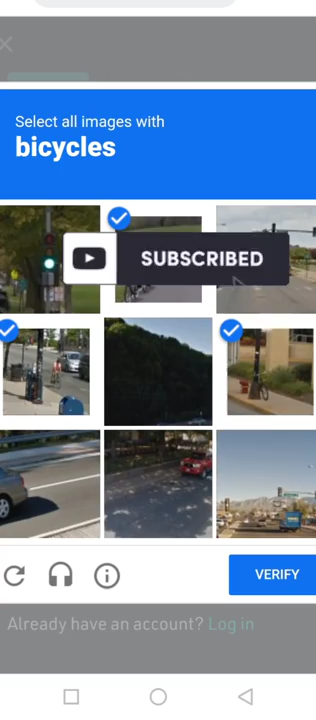 Select all images with
bicycles
SUBSCRIBED
VERIFY
Already have an account? Log in